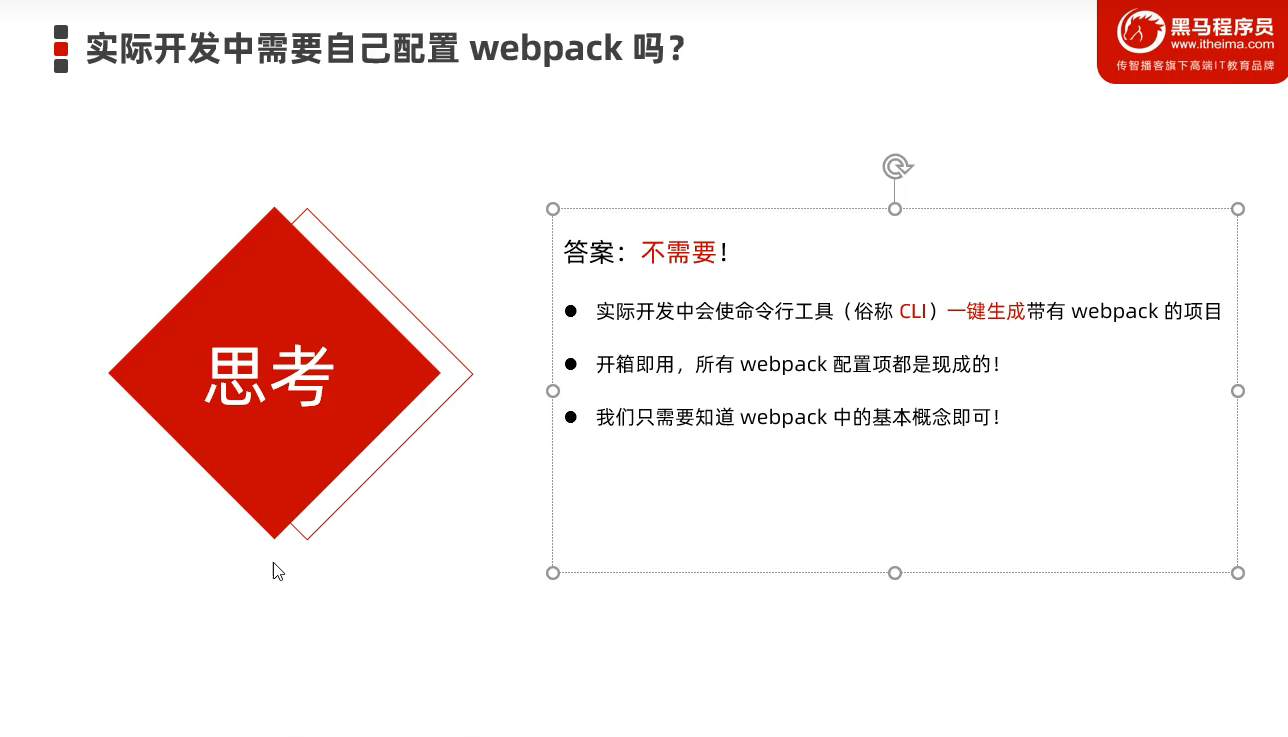 实际开发中需要自己配置 webpack 吗？
黑马程序员
www.itheima.com
传智播客旗下高端IT教育品牌
思考
答案：不需要！
● 实际开发中会使命令行工具（俗称 CLI）一键生成带有 webpack 的项目
● 开箱即用，所有 webpack 配置项都是现成的！
● 我们只需要知道 webpack 中的基本概念即可！